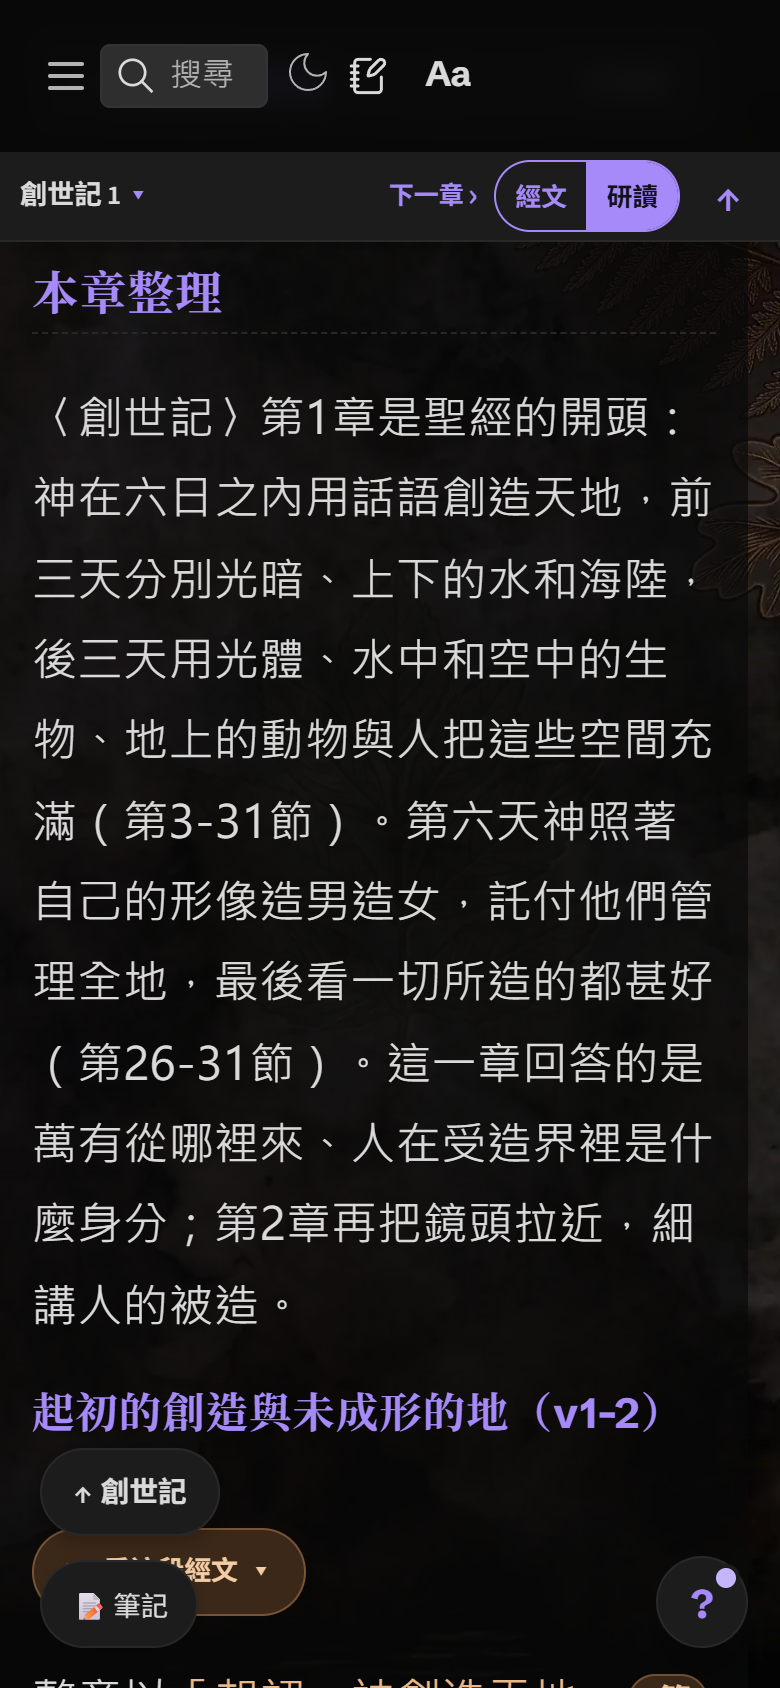 搜尋
Aa
創世記 1 ▼
下一章 ›
經文
研讀
↑
本章整理
〈創世記〉第1章是聖經的開頭：
神在六日之內用話語創造天地，前
三天分別光暗、上下的水和海陸，
後三天用光體、水中和空中的生
物、地上的動物與人把這些空間充
滿（第3-31節）。第六天神照著
自己的形像造男造女，託付他們管
理全地，最後看一切所造的都甚好
（第26-31節）。這一章回答的是
萬有從哪裡來、人在受造界裡是什
麼身分；第2章再把鏡頭拉近，細
講人的被造。
起初的創造與未成形的地（v1-2）
↑ 創世記
經文 ▼
📝 筆記
?